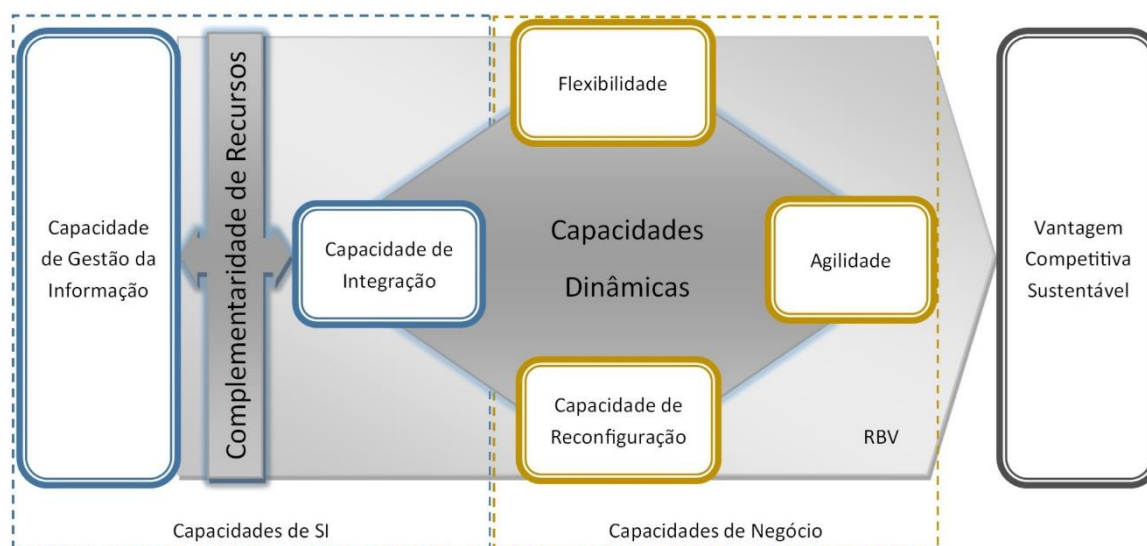 Capacidade
de Gestão da
Informação
Complementaridade de Recursos
Capacidade de
Integração
Flexibilidade
Capacidades
Dinâmicas
Agilidade
Capacidade de
Reconfiguração
RBV
Vantagem
Competitiva
Sustentável
Capacidades de SI
Capacidades de Negócio